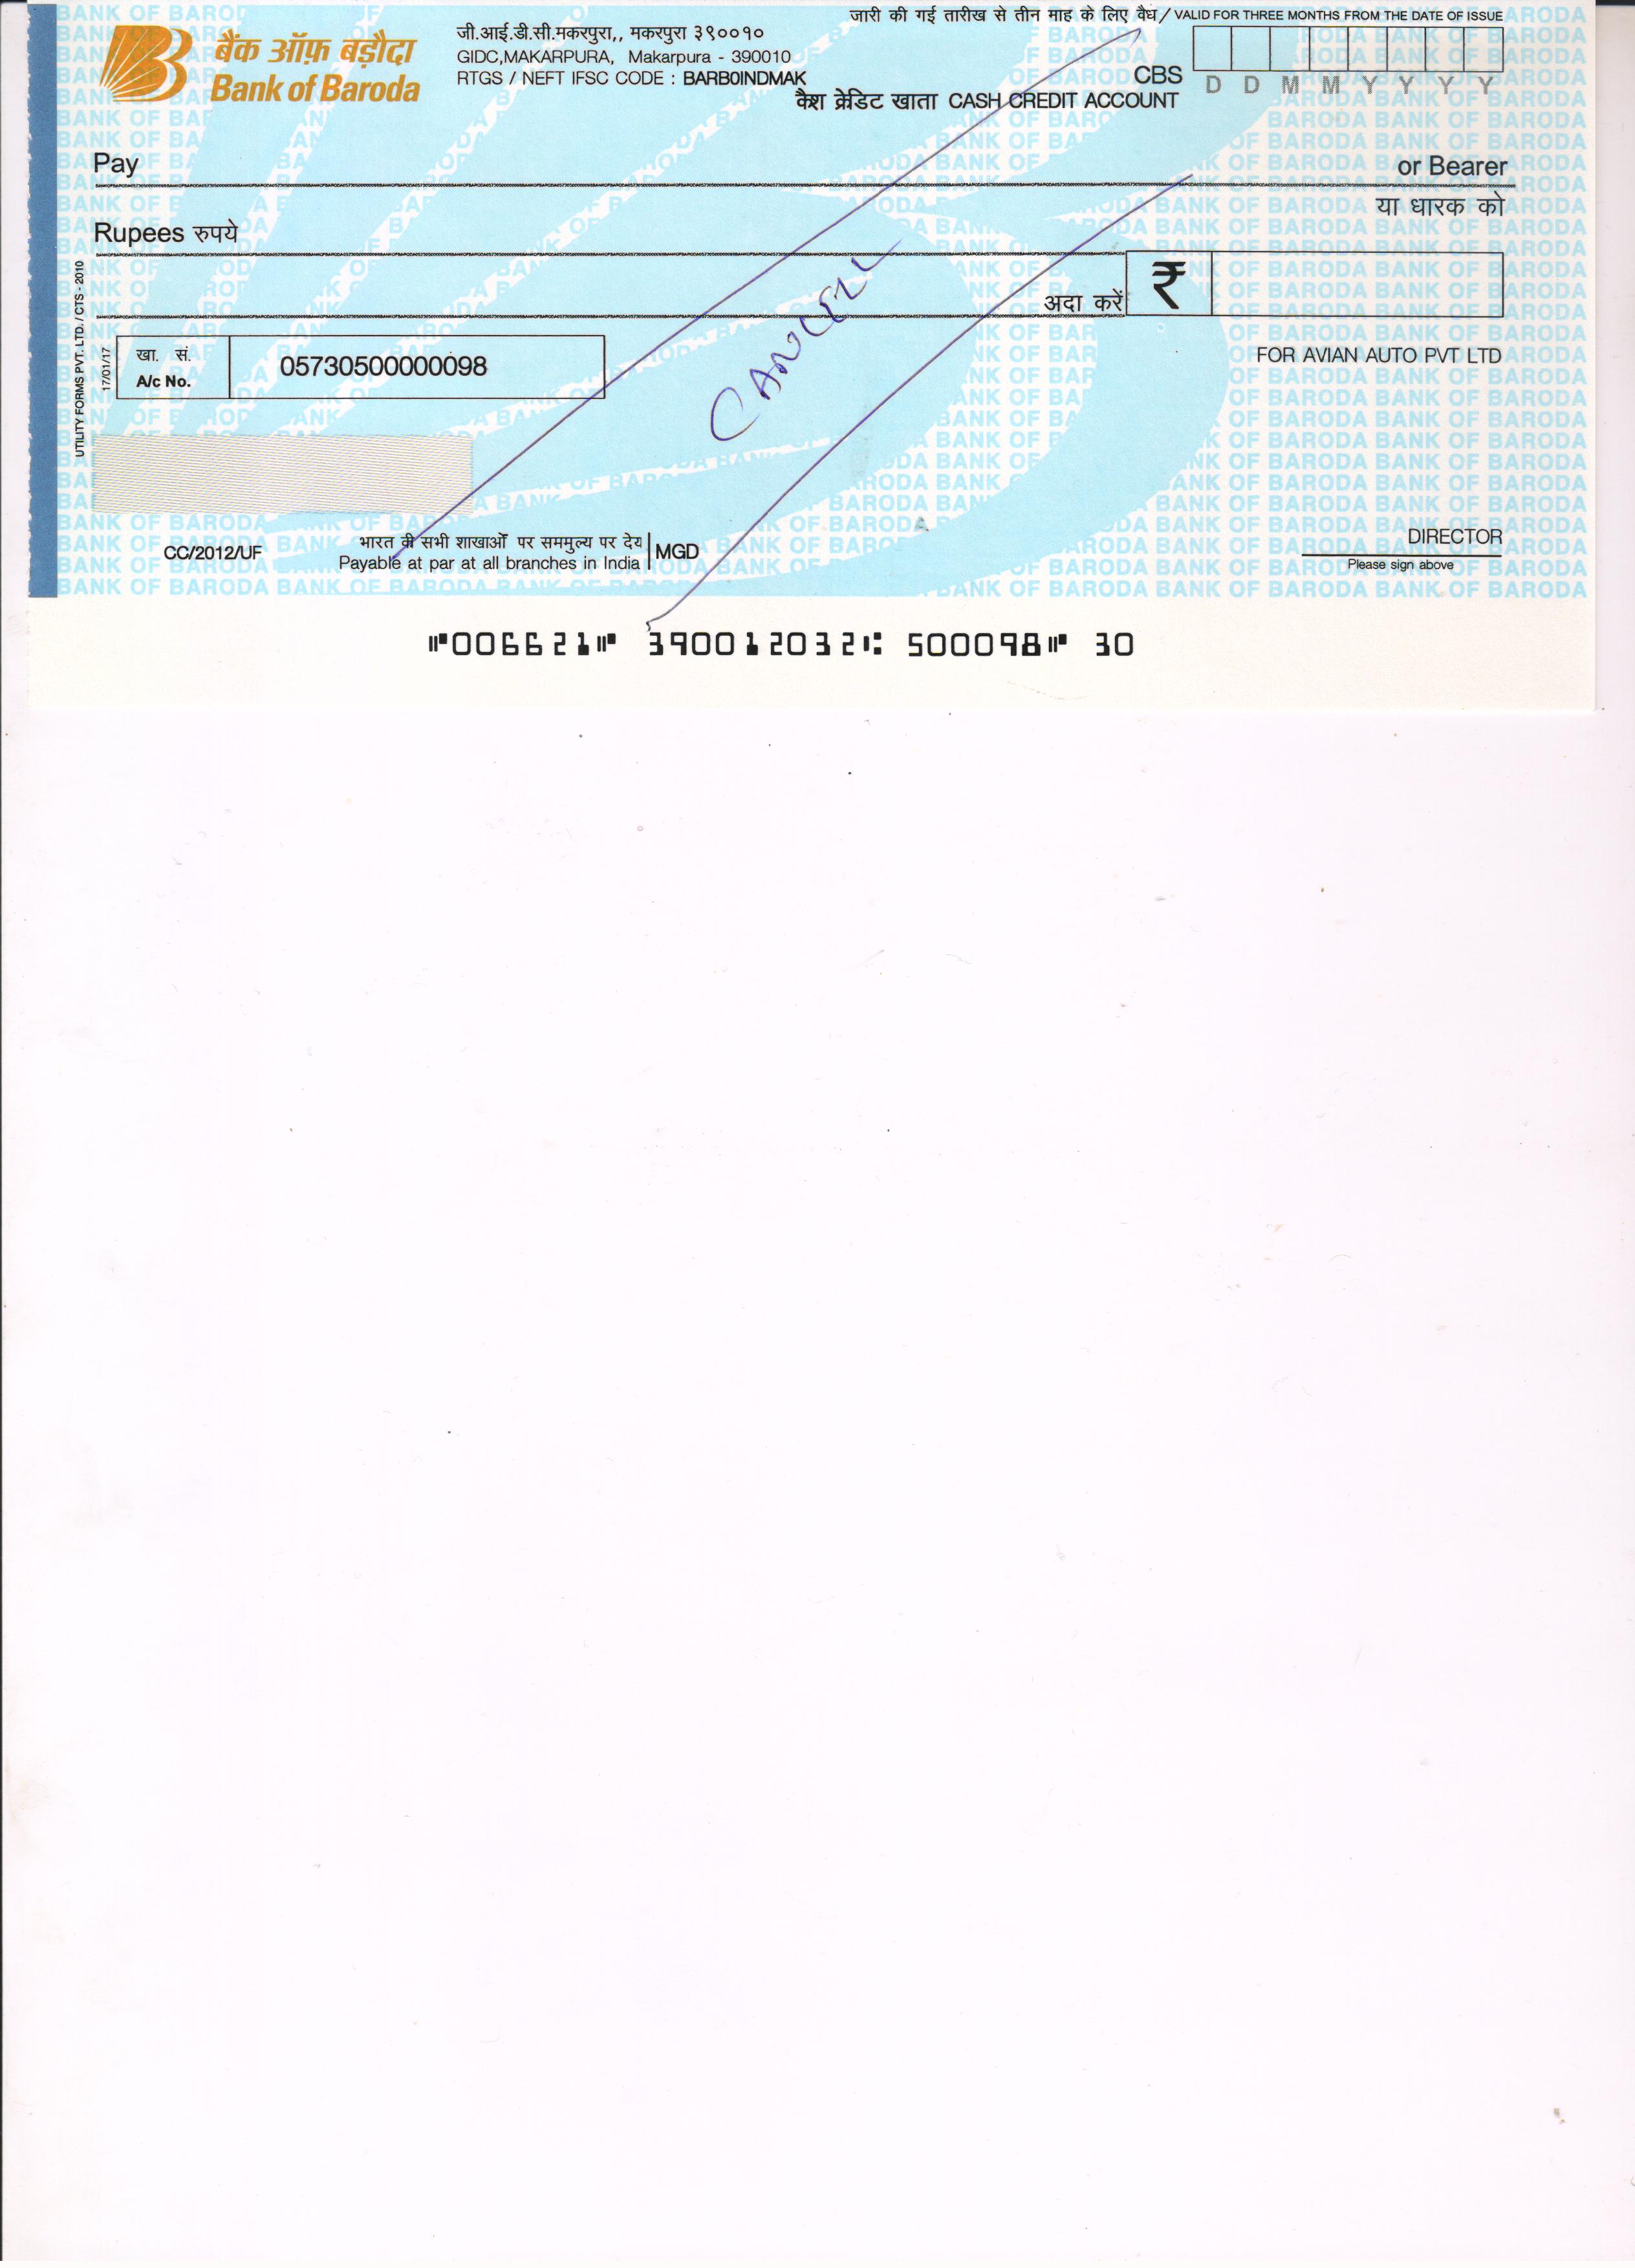 जारी की गई तारीख से तीन माह के लिए वैध / VALID FOR THREE MONTHS FROM THE DATE OF ISSUE
बैंक ऑफ़ बड़ौदा
Bank of Baroda
जी.आई.डी.सी.मकरपुरा,, मकरपुरा ३९००१०
GIDC,MAKARPURA, Makarpura - 390010
RTGS / NEFT IFSC CODE : BARB0INDMAK
CBS
D D M M Y Y Y Y
कैश क्रेडिट खाता CASH CREDIT ACCOUNT
Pay
or Bearer
या धारक को
Rupees रुपये
अदा करें
₹
CANCELL
खा. सं.
A/c No.
05730500000098
FOR AVIAN AUTO PVT LTD
UTILITY FORMS PVT. LTD. / CTS - 2010
17/01/17
CC/2012/UF
भारत की सभी शाखाओं पर सममुल्य पर देय
Payable at par at all branches in India
MGD
DIRECTOR
Please sign above
⑈006621⑈ 390012032⑆ 500098⑈ 30